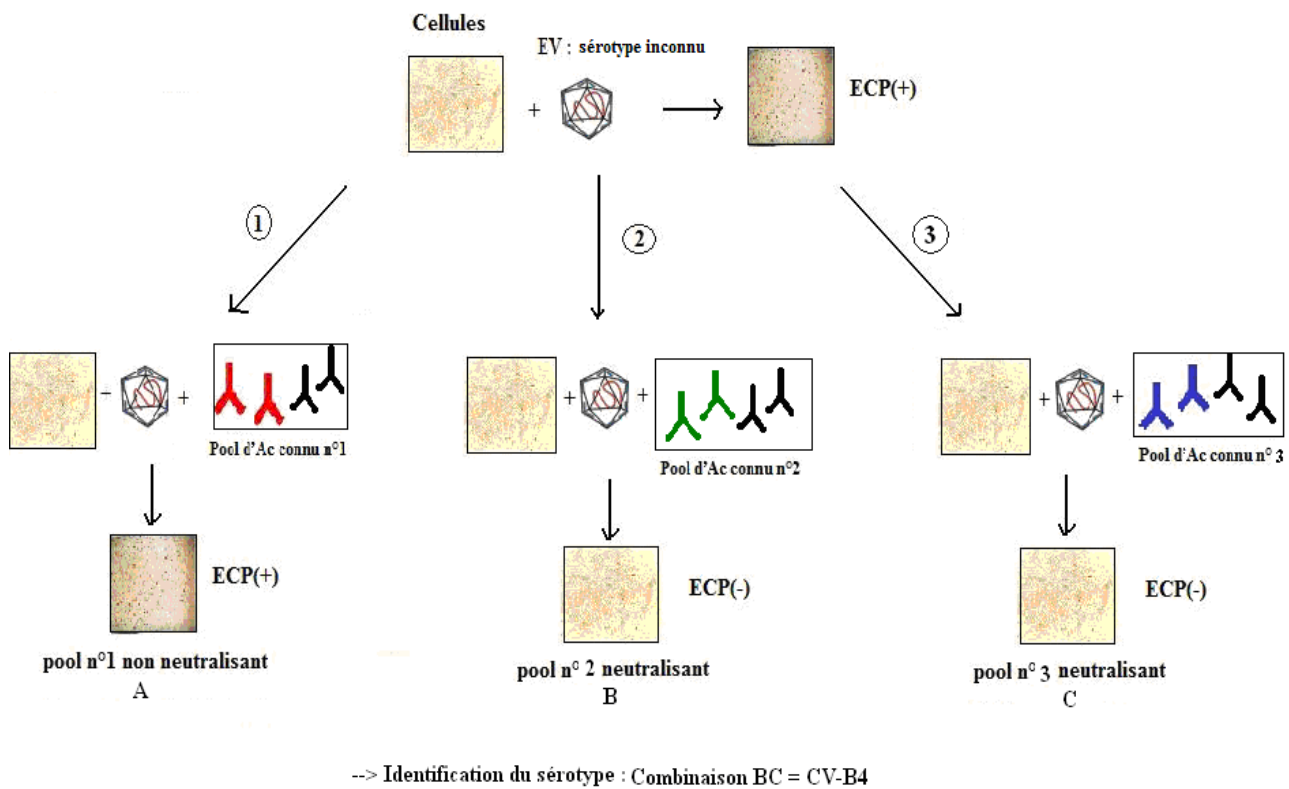 Cellules
EV : sérotype inconnu
+
ECP(+)
1
2
3
+
+
+
+
+
+
Pool d'Ac connu n°1
Pool d'Ac connu n°2
Pool d'Ac connu n° 3
ECP(+)
ECP(-)
ECP(-)
pool n°1 non neutralisant
pool n° 2 neutralisant
pool n° 3 neutralisant
A
B
C
--> Identification du sérotype : Combinaison BC = CV-B4